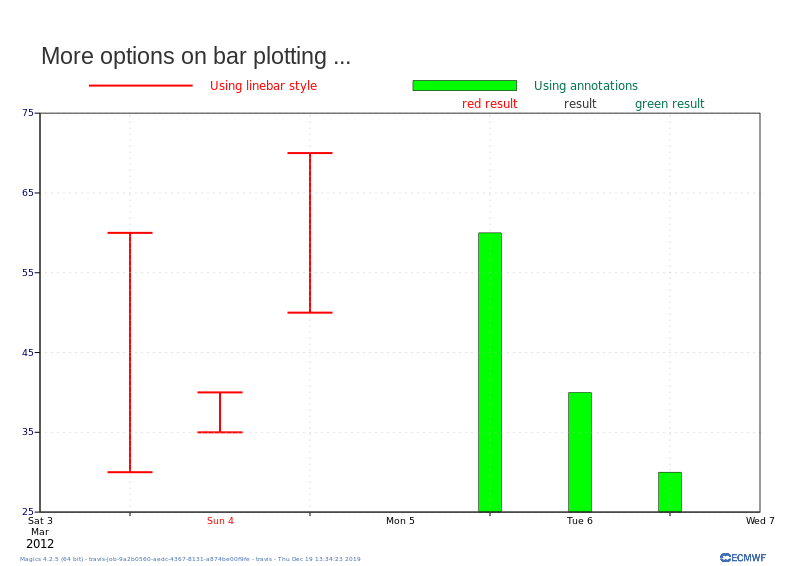 More options on bar plotting ...
Using linebar style Using annotations
red result result green result
75
65
55
45
35
25
Sat 3 Sun 4 Mon 5 Tue 6 Wed 7
Mar
2012
Magics 4.2.5 (64 bit) - travis-job-9a2b0560-aedc-4367-8131-a874be00f9fe - travis - Thu Dec 19 13:34:23 2019
ECMWF